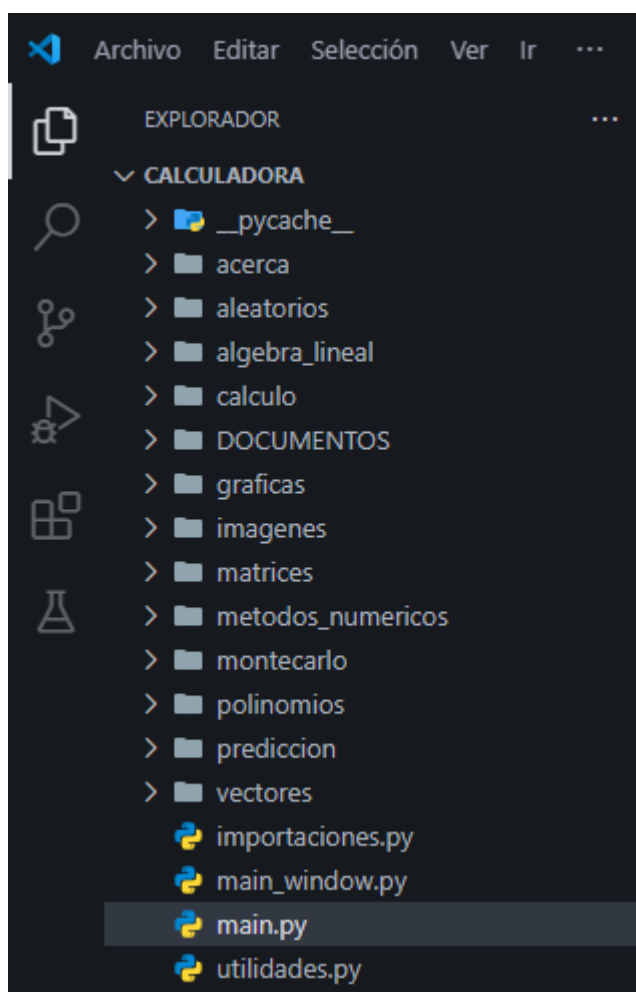 Archivo Editar Selección Ver Ir ···
EXPLORADOR ···
CALCULADORA
__pycache__
acerca
aleatorios
algebra_lineal
calculo
DOCUMENTOS
graficas
imagenes
matrices
metodos_numericos
montecarlo
polinomios
prediccion
vectores
importaciones.py
main_window.py
main.py
utilidades.py